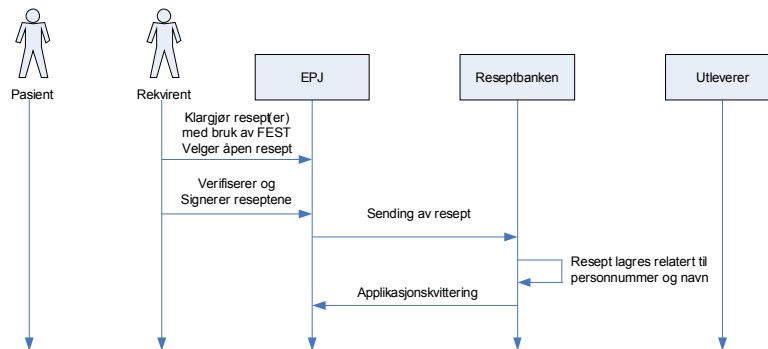 EPJ
Reseptbanken
Utleverer
Pasient
Rekvirent
Klargjør resept(er)
med bruk av FEST
Velger åpen resept
Verifiserer og
Signerer reseptene
Sending av resept
Resept lagres relatert til
personnummer og navn
Applikasjonskvittering